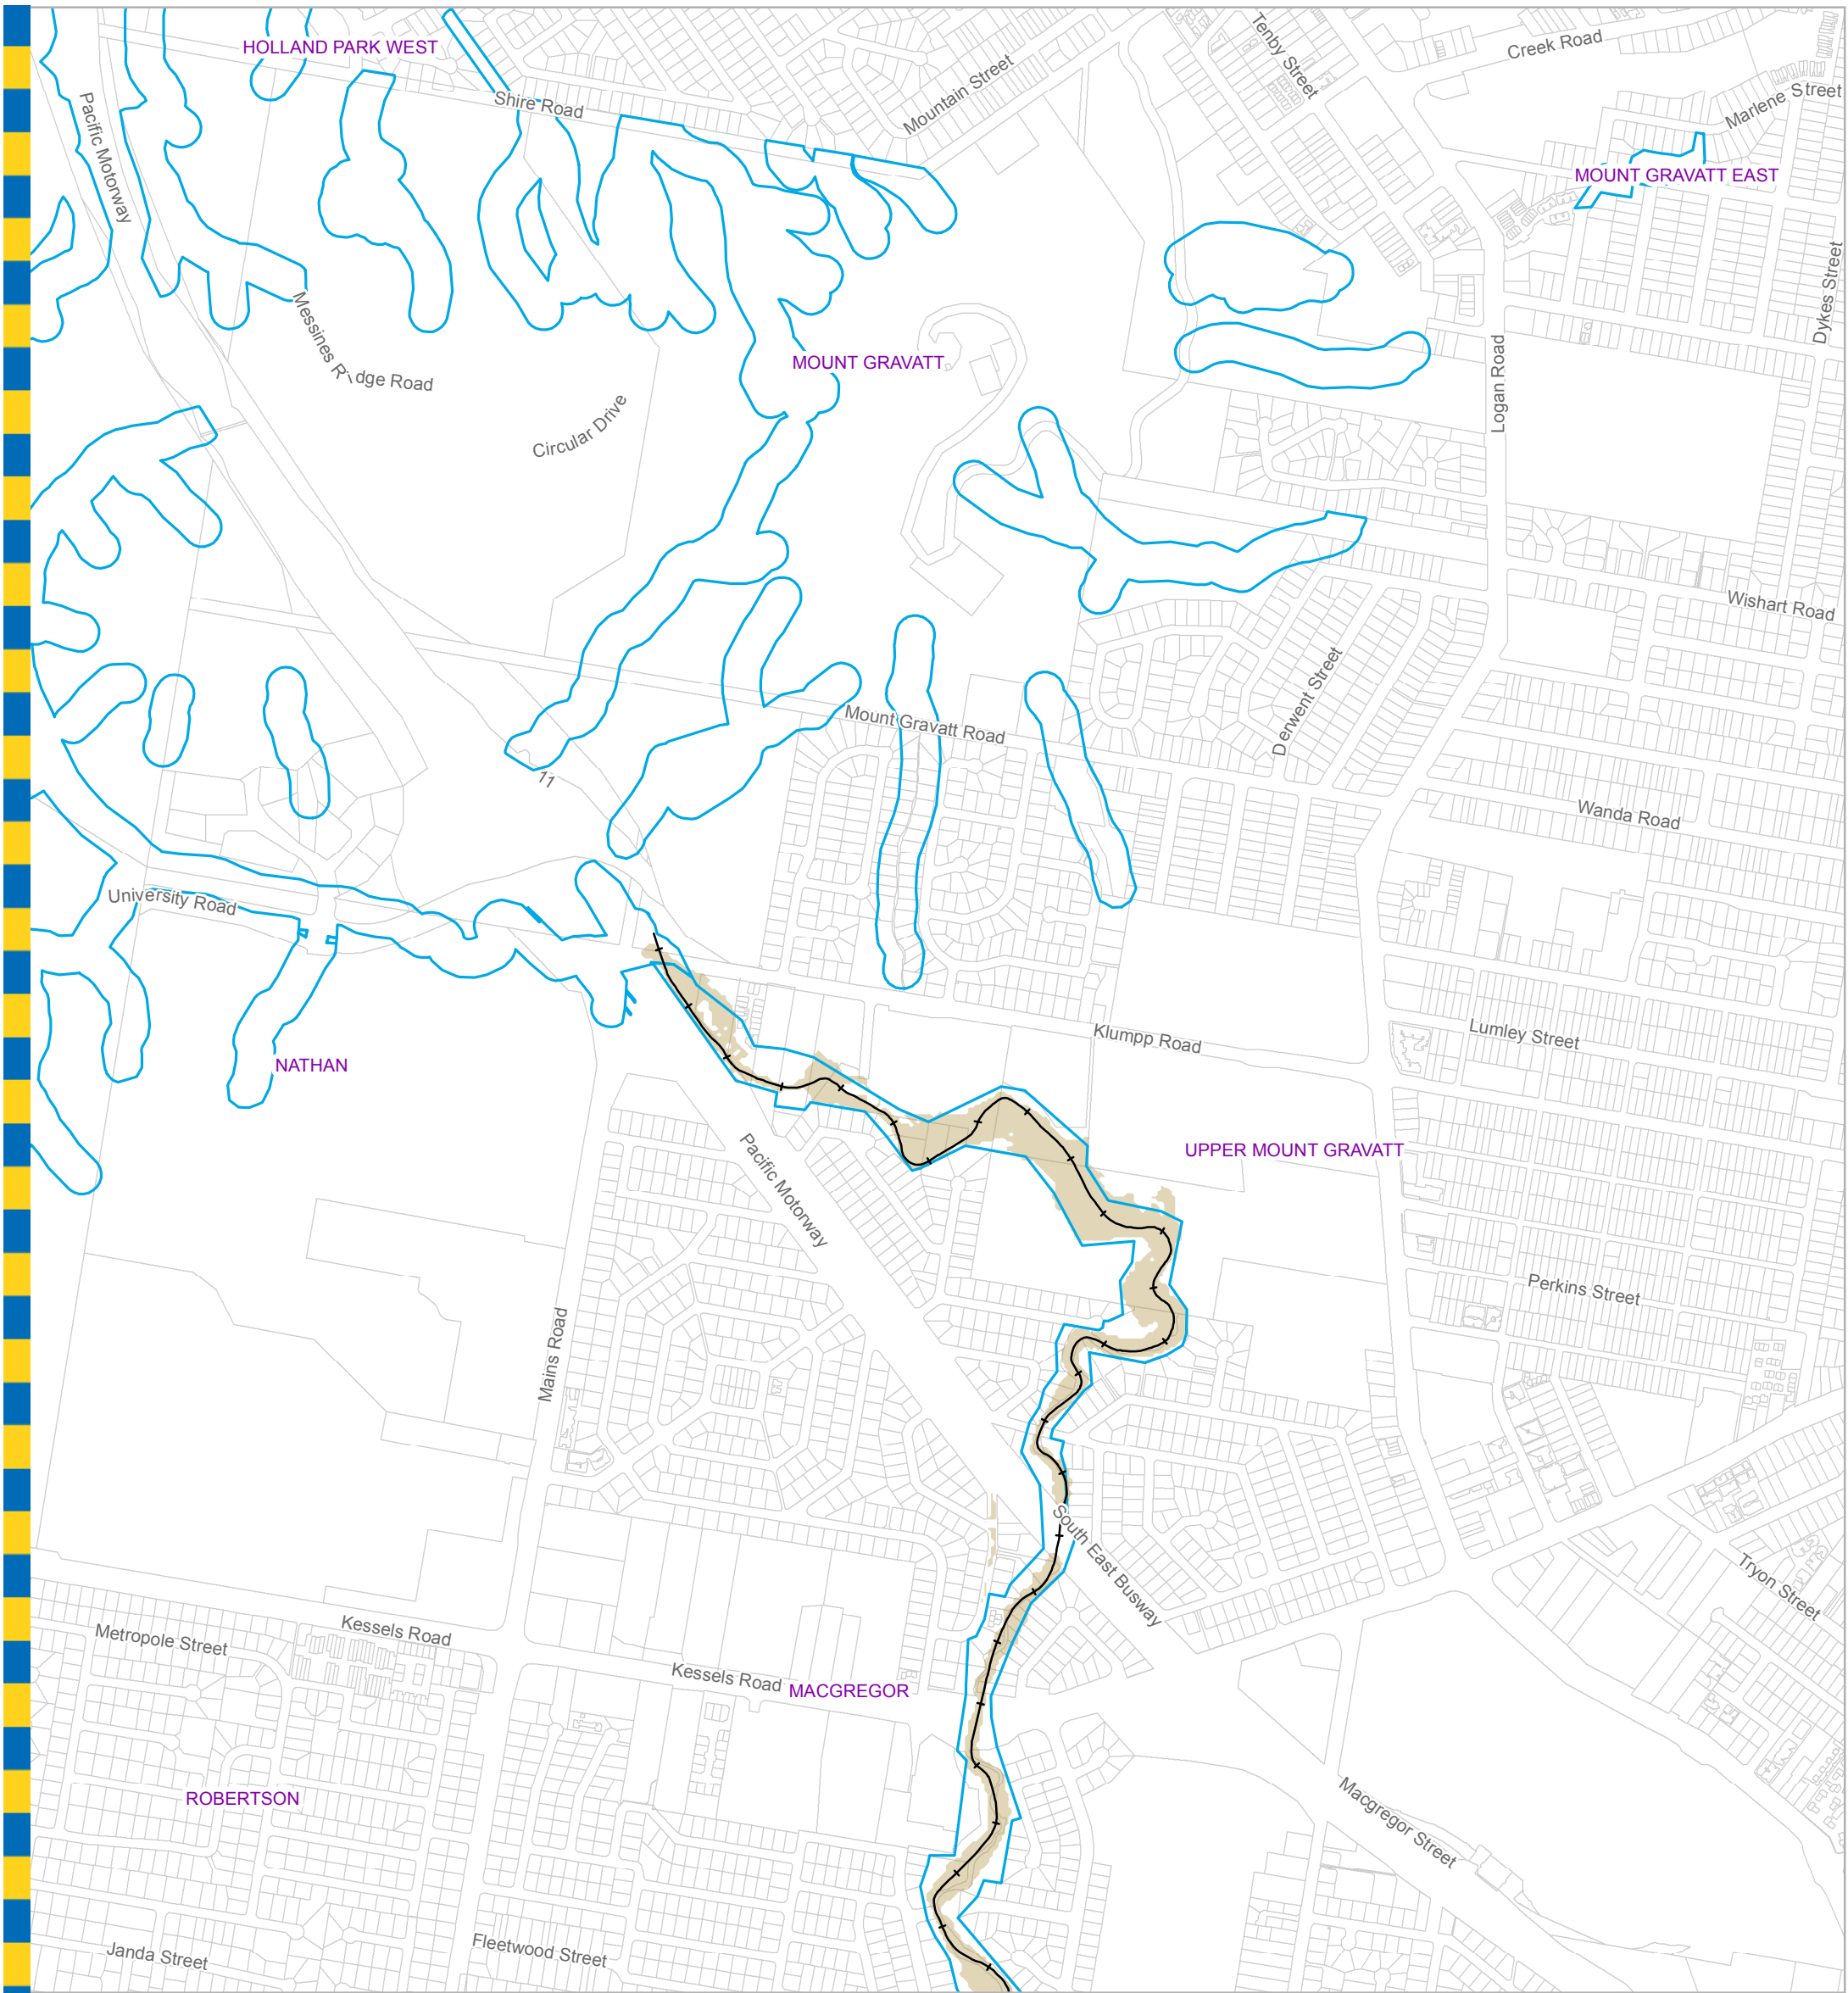 HOLLAND PARK WEST
Tenby Street
Creek Road
Mountain Street
Shire Road
Marlene Street
Pacific Motorway
MOUNT GRAVATT EAST
Dykes Street
Messines Ridge Road
MOUNT GRAVATT
Logan Road
Circular Drive
Wishart Road
Derwent Street
Mount Gravatt Road
11
Wanda Road
University Road
Klumpp Road
Lumley Street
NATHAN
UPPER MOUNT GRAVATT
Pacific Motorway
Perkins Street
Mains Road
South East Busway
Tryon Street
Metropole Street
Kessels Road
Kessels Road
MACGREGOR
ROBERTSON
Macgregor Street
Janda Street
Fleetwood Street